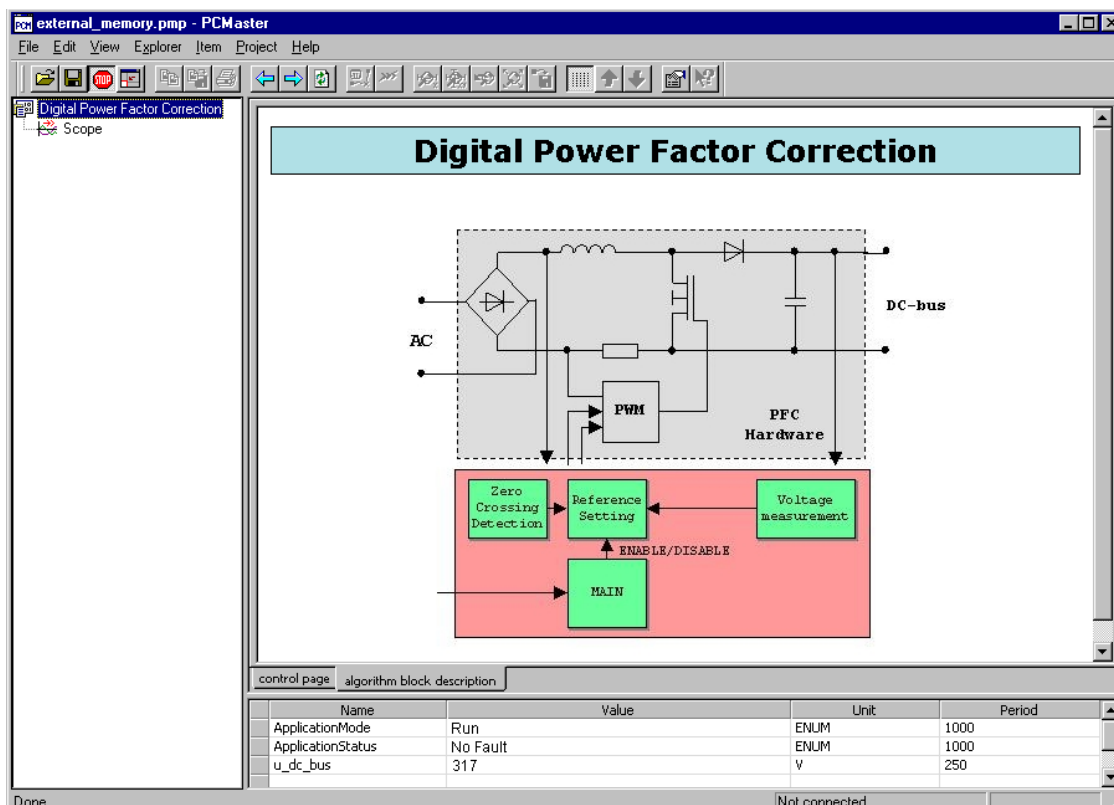 external_memory.pmp - PCMaster
File Edit View Explorer Item Project Help
STOP
Digital Power Factor Correction
Scope
Digital Power Factor Correction
AC
DC-bus
PWM
PFC
Hardware
Zero
Crossing
Detection
Reference
Setting
Voltage
measurement
ENABLE/DISABLE
MAIN
control page
algorithm block description
Name Value Unit Period
ApplicationMode Run ENUM 1000
ApplicationStatus No Fault ENUM 1000
u_dc_bus 317 V 250
Done Not connected